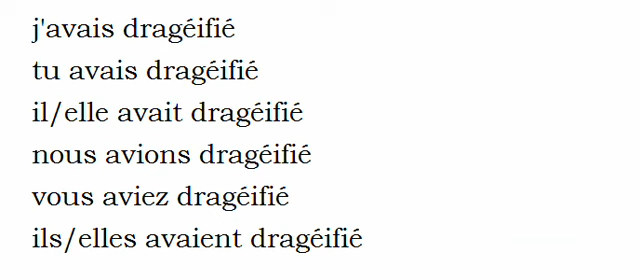 j'avais dragéifié
tu avais dragéifié
il/elle avait dragéifié
nous avions dragéifié
vous aviez dragéifié
ils/elles avaient dragéifié